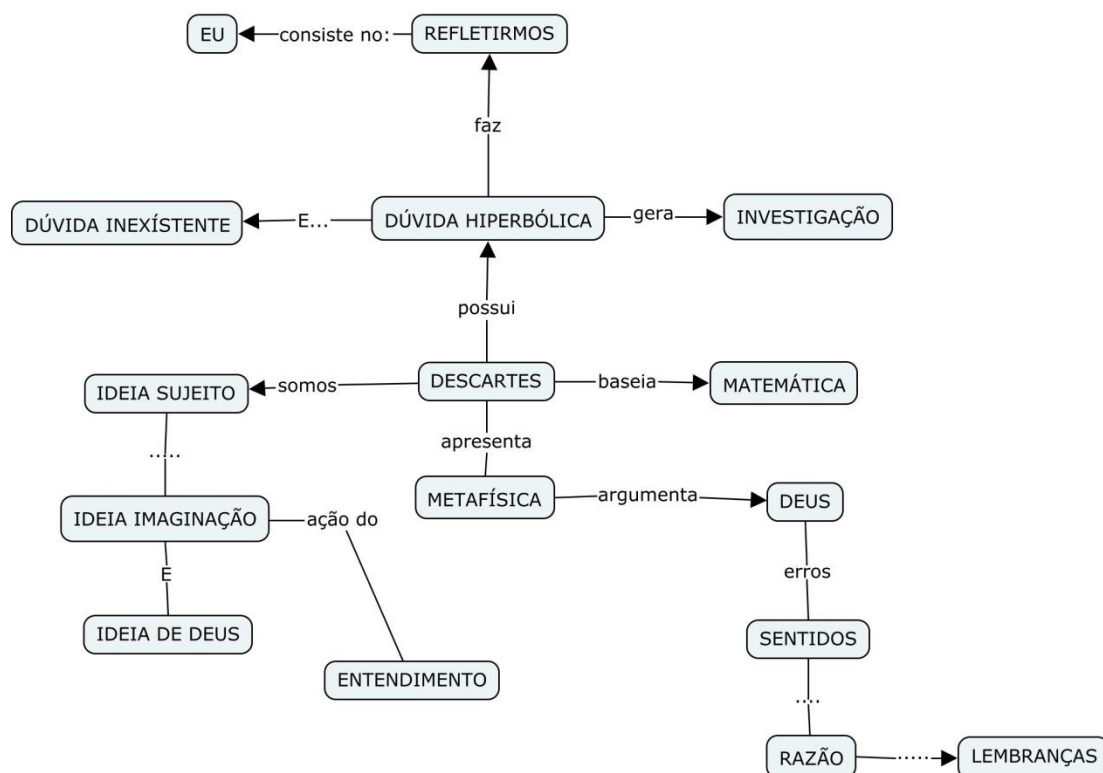 EU
consiste no:
REFLETIRMOS
faz
DÚVIDA INEXÍSTENTE
E...
DÚVIDA HIPERBÓLICA
gera
INVESTIGAÇÃO
possui
IDEIA SUJEITO
somos
DESCARTES
baseia
MATEMÁTICA
.....
apresenta
IDEIA IMAGINAÇÃO
ação do
METAFÍSICA
argumenta
DEUS
E
erros
IDEIA DE DEUS
ENTENDIMENTO
SENTIDOS
....
RAZÃO
.....
LEMBRANÇAS